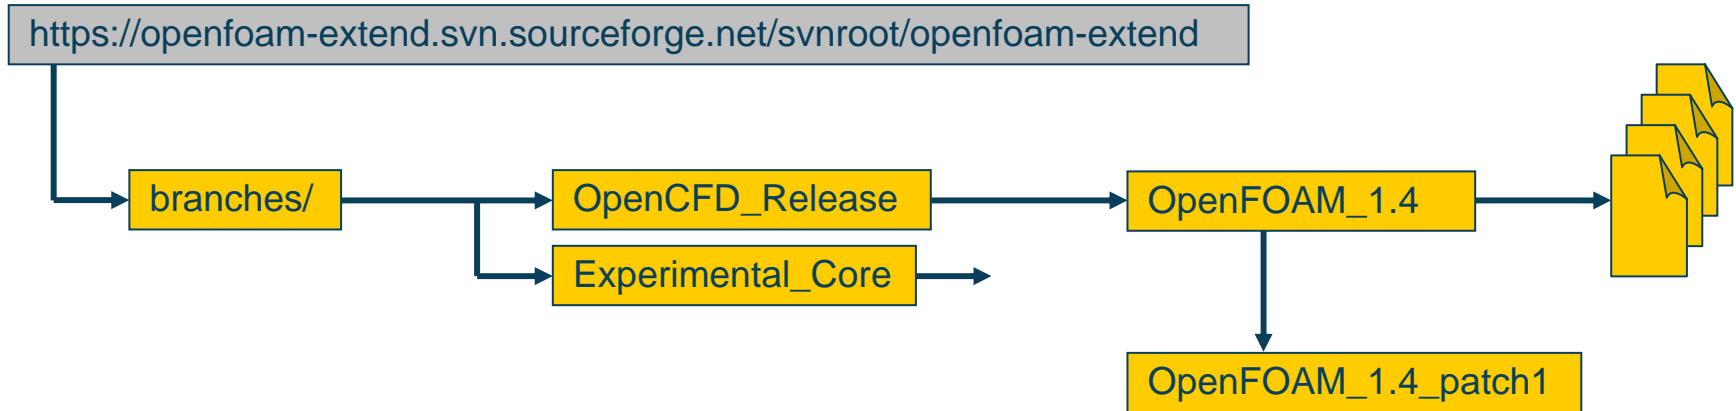 https://openfoam-extend.svn.sourceforge.net/svnroot/openfoam-extend
branches/
OpenCFD_Release
OpenFOAM_1.4
Experimental_Core
OpenFOAM_1.4_patch1